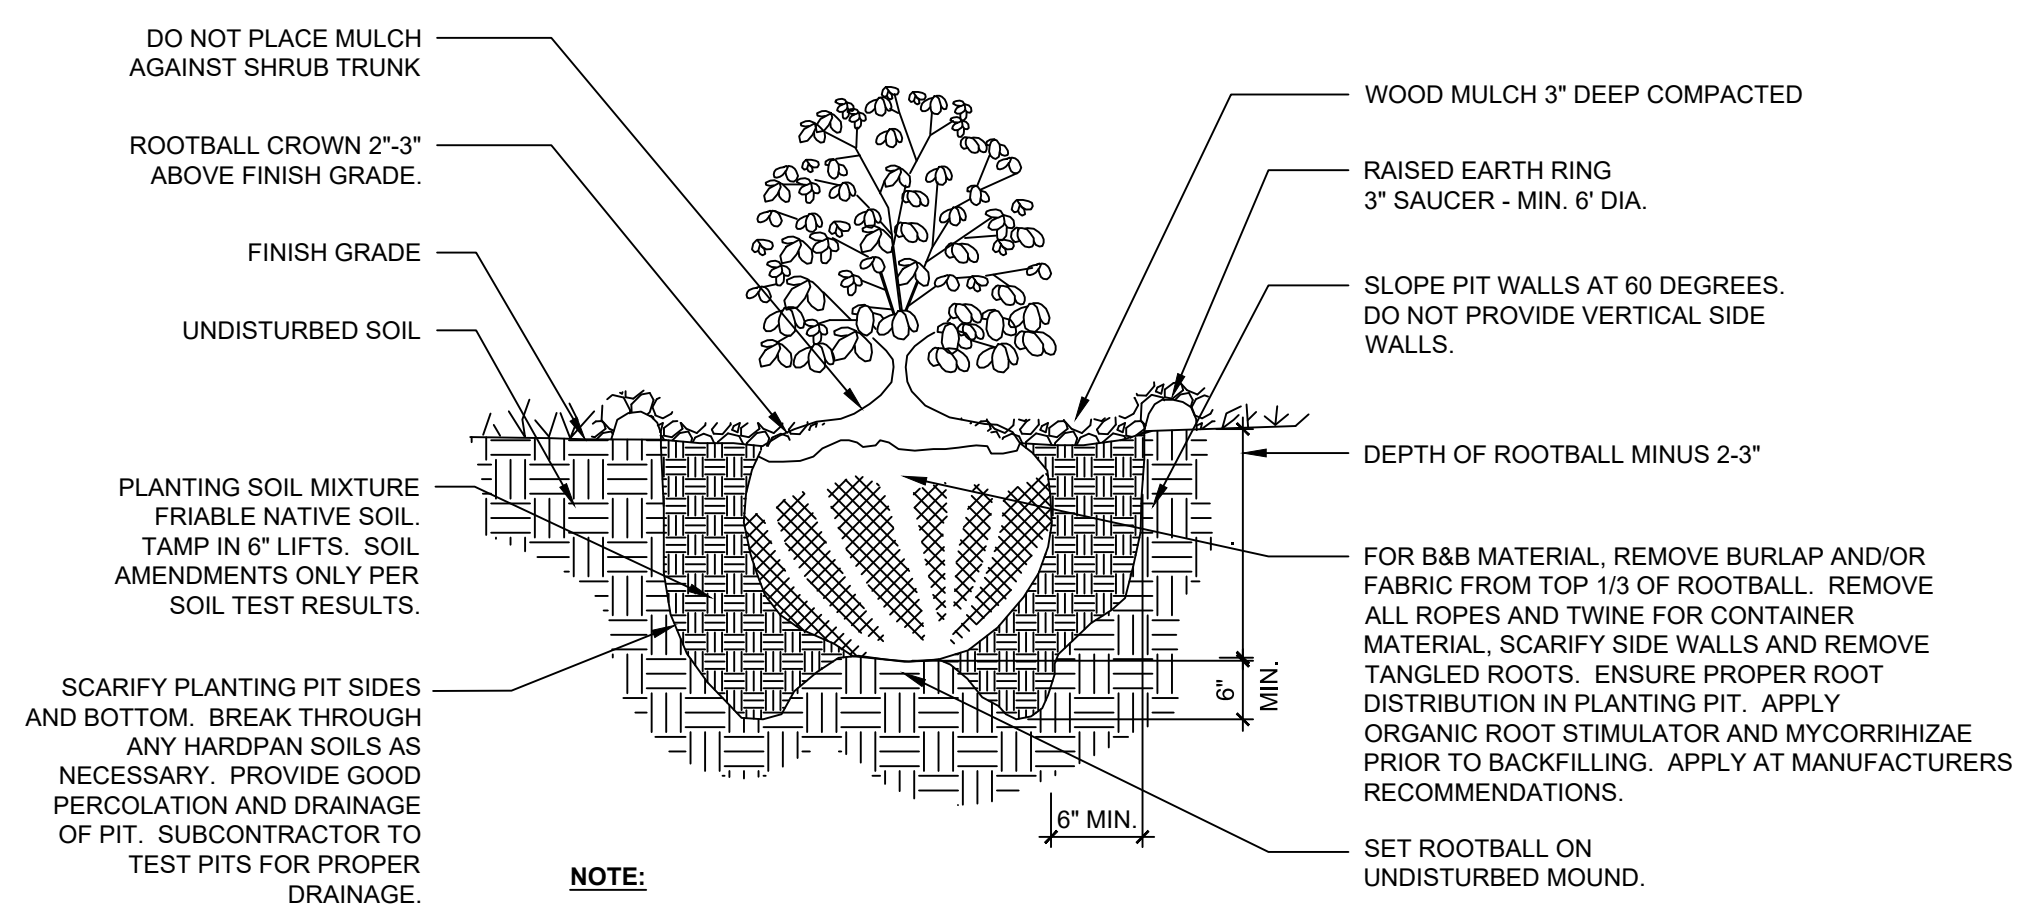 DO NOT PLACE MULCH
AGAINST SHRUB TRUNK
ROOTBALL CROWN 2"-3"
ABOVE FINISH GRADE.
FINISH GRADE
UNDISTURBED SOIL
PLANTING SOIL MIXTURE
FRIABLE NATIVE SOIL.
TAMP IN 6" LIFTS. SOIL
AMENDMENTS ONLY PER
SOIL TEST RESULTS.
SCARIFY PLANTING PIT SIDES
AND BOTTOM. BREAK THROUGH
ANY HARDPAN SOILS AS
NECESSARY. PROVIDE GOOD
PERCOLATION AND DRAINAGE
OF PIT. SUBCONTRACTOR TO
TEST PITS FOR PROPER
DRAINAGE.
NOTE:
6" MIN.
6"
MIN.
WOOD MULCH 3" DEEP COMPACTED
RAISED EARTH RING
3" SAUCER - MIN. 6' DIA.
SLOPE PIT WALLS AT 60 DEGREES.
DO NOT PROVIDE VERTICAL SIDE
WALLS.
DEPTH OF ROOTBALL MINUS 2-3"
FOR B&B MATERIAL, REMOVE BURLAP AND/OR
FABRIC FROM TOP 1/3 OF ROOTBALL. REMOVE
ALL ROPES AND TWINE FOR CONTAINER
MATERIAL, SCARIFY SIDE WALLS AND REMOVE
TANGLED ROOTS. ENSURE PROPER ROOT
DISTRIBUTION IN PLANTING PIT. APPLY
ORGANIC ROOT STIMULATOR AND MYCORRIHIZAE
PRIOR TO BACKFILLING. APPLY AT MANUFACTURERS
RECOMMENDATIONS.
SET ROOTBALL ON
UNDISTURBED MOUND.